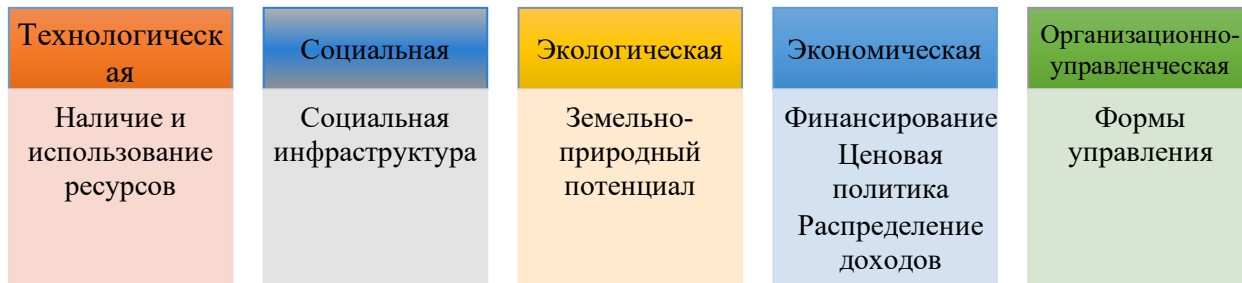 Технологическ
ая
Социальная
Экологическая
Экономическая
Организационно-
управленческая
Наличие и
использование
ресурсов
Социальная
инфраструктура
Земельно-
природный
потенциал
Финансирование
Ценовая
политика
Распределение
доходов
Формы
управления